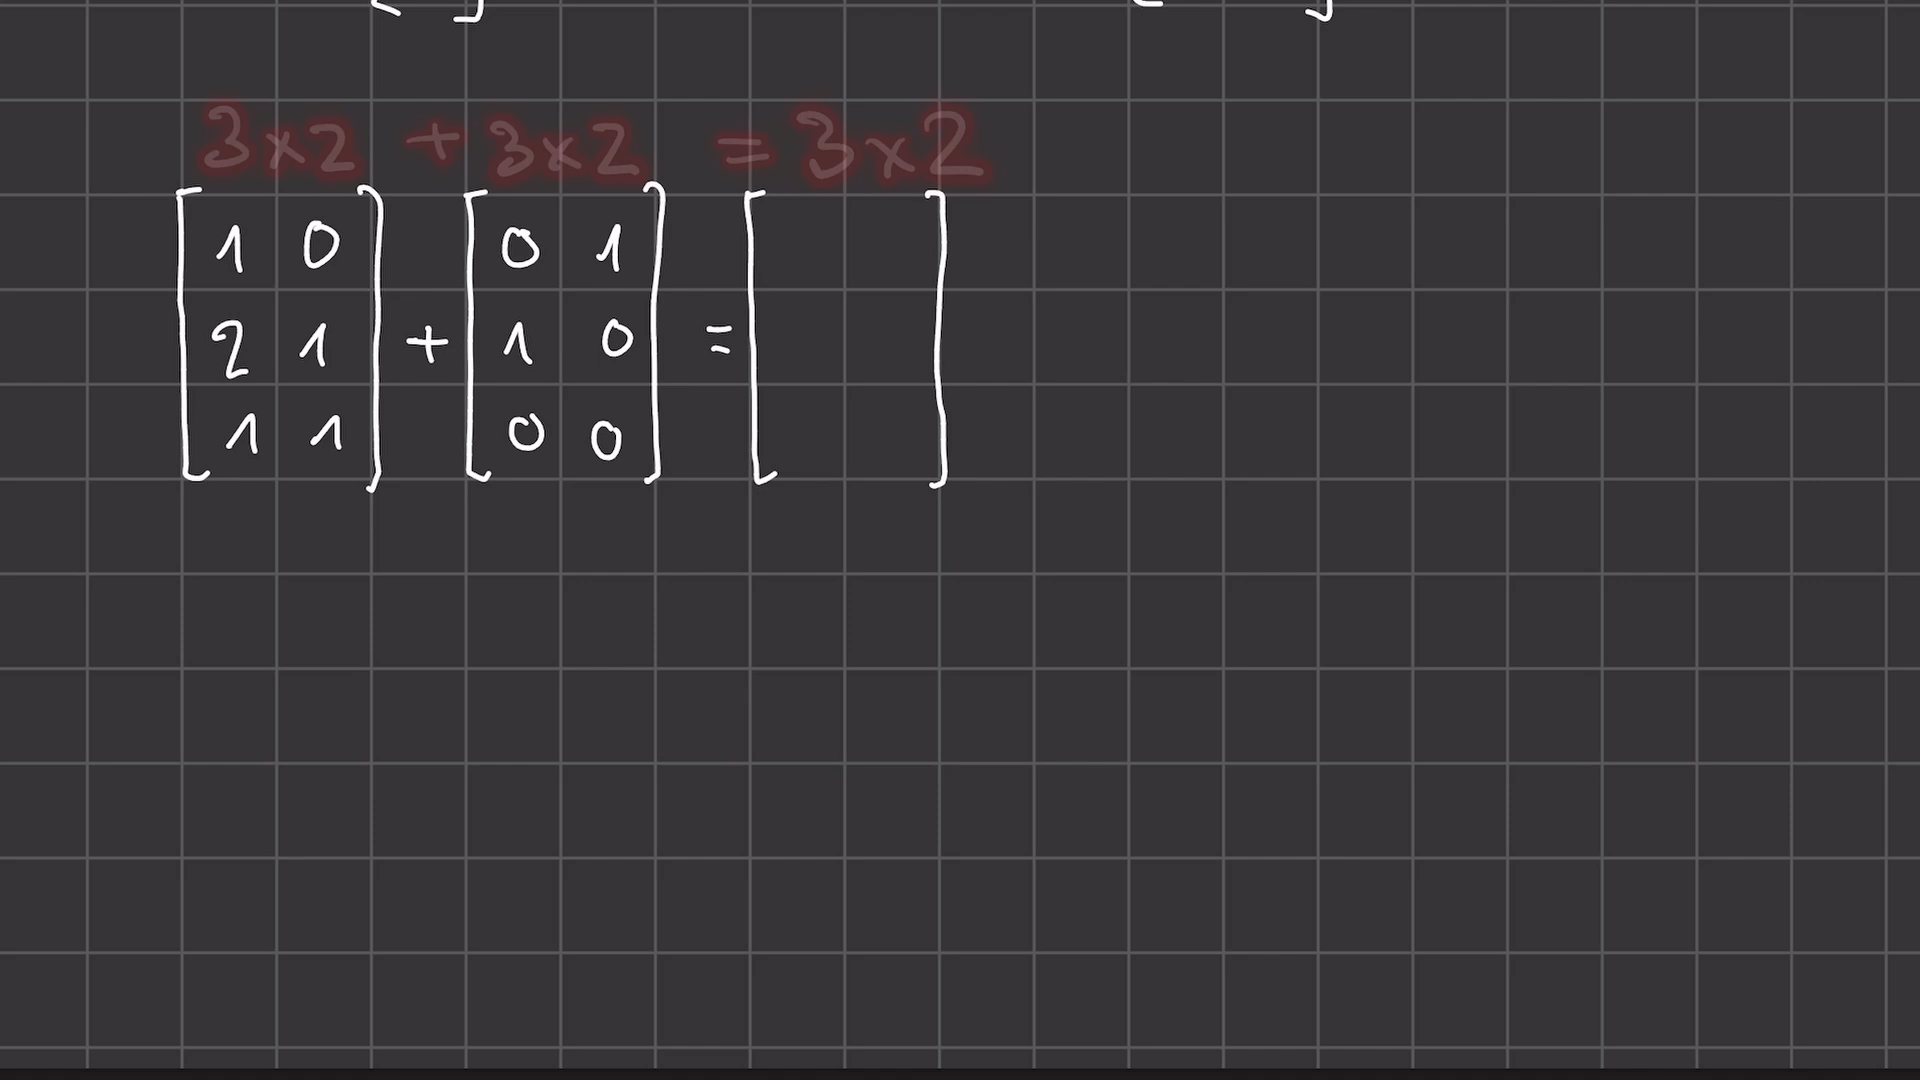 3x2 + 3x2 = 3x2
[1 0] [0 1] [ ]
[2 1] + [1 0] = [ ]
[1 1] [0 0] [ ]